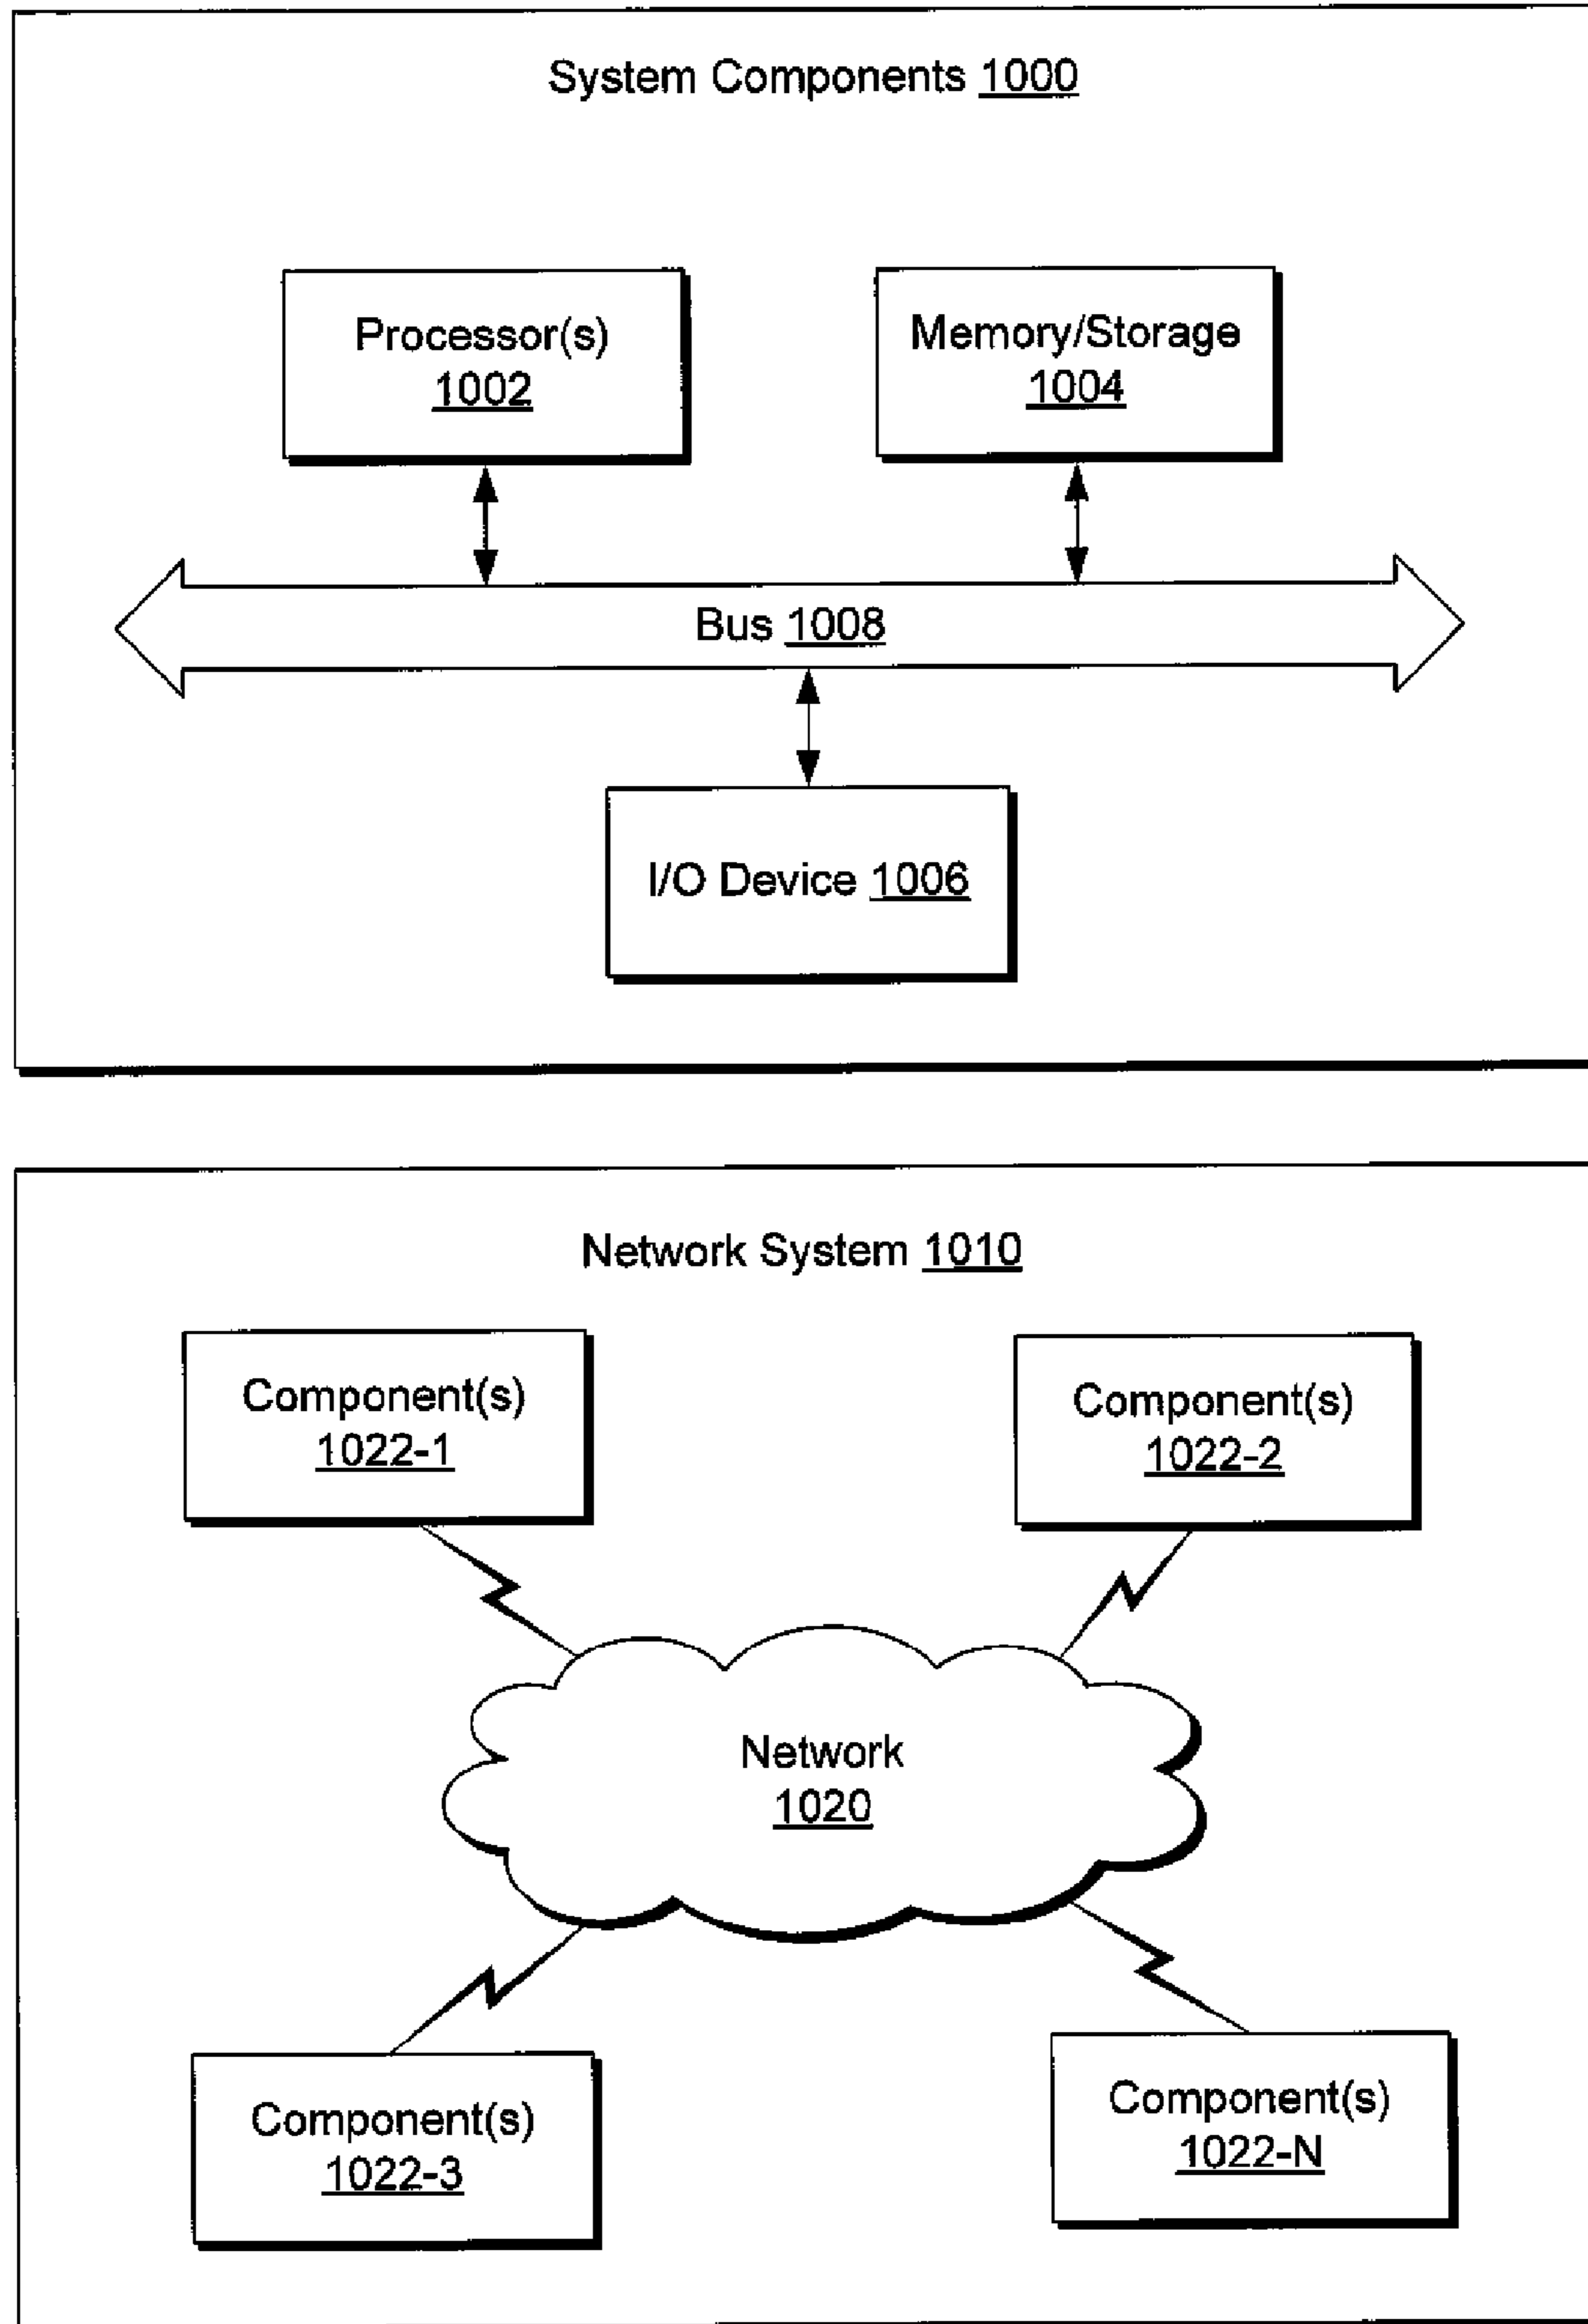 System Components 1000
Processor(s)
1002
Memory/Storage
1004
Bus 1008
I/O Device 1006
Network System 1010
Component(s)
1022-1
Component(s)
1022-2
Network
1020
Component(s)
1022-3
Component(s)
1022-N